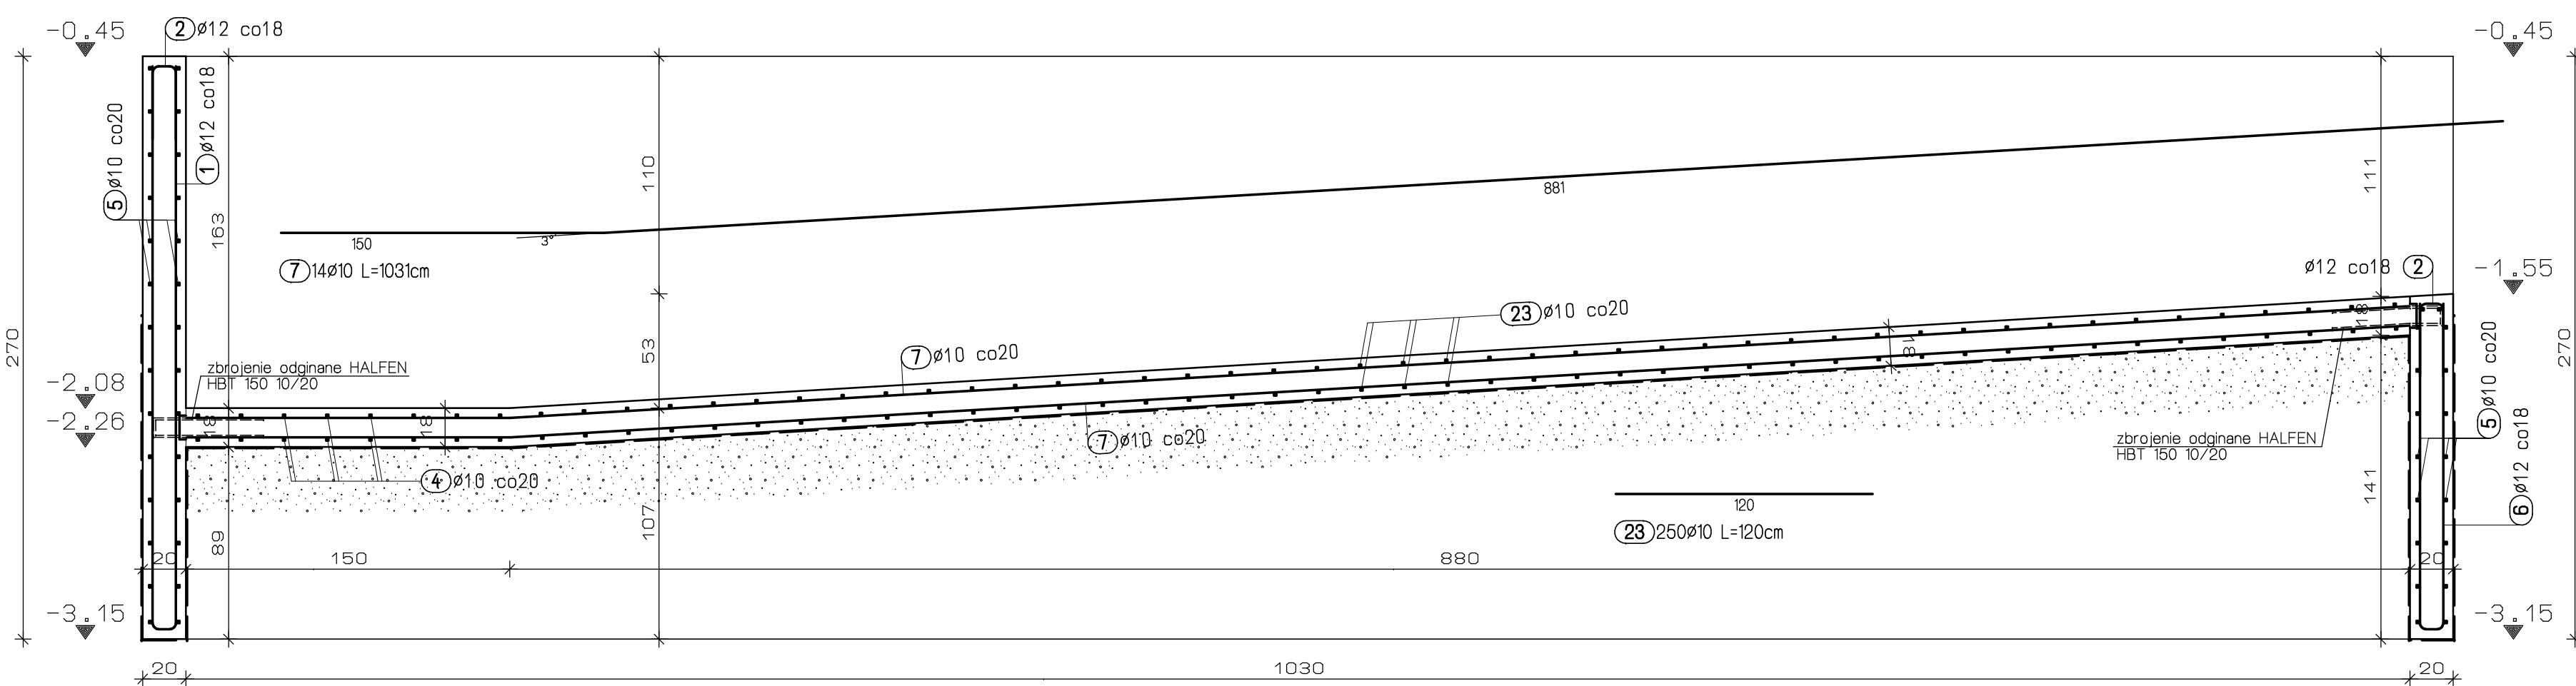 -0.45
2 ø12 co18
-0.45
5 ø10 co20
1 ø12 co18
163
110
111
881
150
3°
7 14ø10 L=1031cm
ø12 co18 2
-1.55
23 ø10 co20
18
270
53
18
270
7 ø10 co20
zbrojenie odginane HALFEN
HBT 150 10/20
-2.08
-2.26
18
18
7 ø10 co20
4 ø10 co20
zbrojenie odginane HALFEN
HBT 150 10/20
5 ø10 co20
6 ø12 co18
141
120
23 250ø10 L=120cm
89
107
20
150
880
20
-3.15
-3.15
20
1030
20